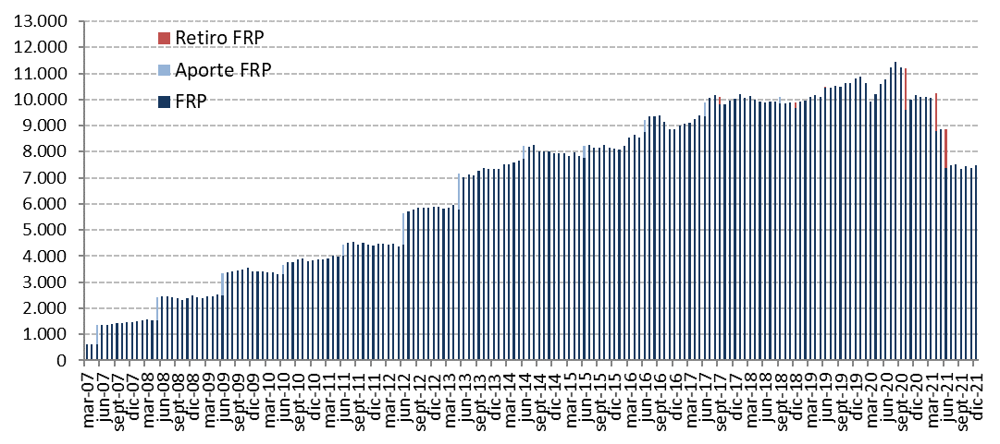 13.000
12.000
11.000
10.000
9.000
8.000
7.000
6.000
5.000
4.000
3.000
2.000
1.000
0
Retiro FRP
Aporte FRP
FRP
mar-07
jun-07
sept-07
dic-07
mar-08
jun-08
sept-08
dic-08
mar-09
jun-09
sept-09
dic-09
mar-10
jun-10
sept-10
dic-10
mar-11
jun-11
sept-11
dic-11
mar-12
jun-12
sept-12
dic-12
mar-13
jun-13
sept-13
dic-13
mar-14
jun-14
sept-14
dic-14
mar-15
jun-15
sept-15
dic-15
mar-16
jun-16
sept-16
dic-16
mar-17
jun-17
sept-17
dic-17
mar-18
jun-18
sept-18
dic-18
mar-19
jun-19
sept-19
dic-19
mar-20
jun-20
sept-20
dic-20
mar-21
jun-21
sept-21
dic-21